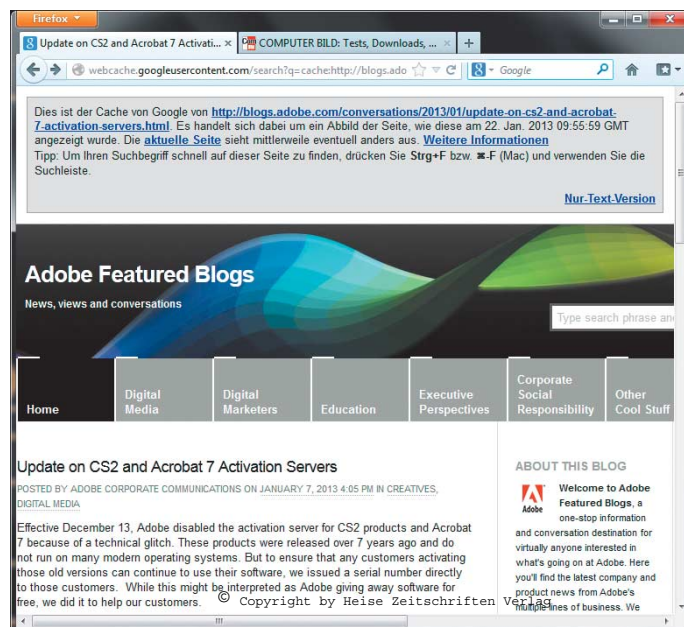 Firefox
Update on CS2 and Acrobat 7 Activati... ×
COMPUTER BILD: Tests, Downloads, ... ×
webcache.googleusercontent.com/search?q=cache:http://blogs.ado
Google
Dies ist der Cache von Google von http://blogs.adobe.com/conversations/2013/01/update-on-cs2-and-acrobat-
7-activation-servers.html. Es handelt sich dabei um ein Abbild der Seite, wie diese am 22. Jan. 2013 09:55:59 GMT
angezeigt wurde. Die aktuelle Seite sieht mittlerweile eventuell anders aus. Weitere Informationen
Tipp: Um Ihren Suchbegriff schnell auf dieser Seite zu finden, drücken Sie Strg+F bzw. ⌘-F (Mac) und verwenden Sie die
Suchleiste.
Nur-Text-Version
Adobe Featured Blogs
News, views and conversations
Type search phrase an
Home
Digital
Media
Digital
Marketers
Education
Executive
Perspectives
Corporate
Social
Responsibility
Other
Cool Stuff
Update on CS2 and Acrobat 7 Activation Servers
POSTED BY ADOBE CORPORATE COMMUNICATIONS ON JANUARY 7, 2013 4:05 PM IN CREATIVES,
DIGITAL MEDIA
Effective December 13, Adobe disabled the activation server for CS2 products and Acrobat
7 because of a technical glitch. These products were released over 7 years ago and do
not run on many modern operating systems. But to ensure that any customers activating
those old versions can continue to use their software, we issued a serial number directly
to those customers. While this might be interpreted as Adobe giving away software for
free, we did it to help our customers.
ABOUT THIS BLOG
Adobe
Welcome to Adobe
Featured Blogs, a
one-stop information
and conversation destination for
virtually anyone interested in
what's going on at Adobe. Here
you'll find the latest company and
product news from Adobe's
multiple lines of business. We
© Copyright by Heise Zeitschriften Verlag